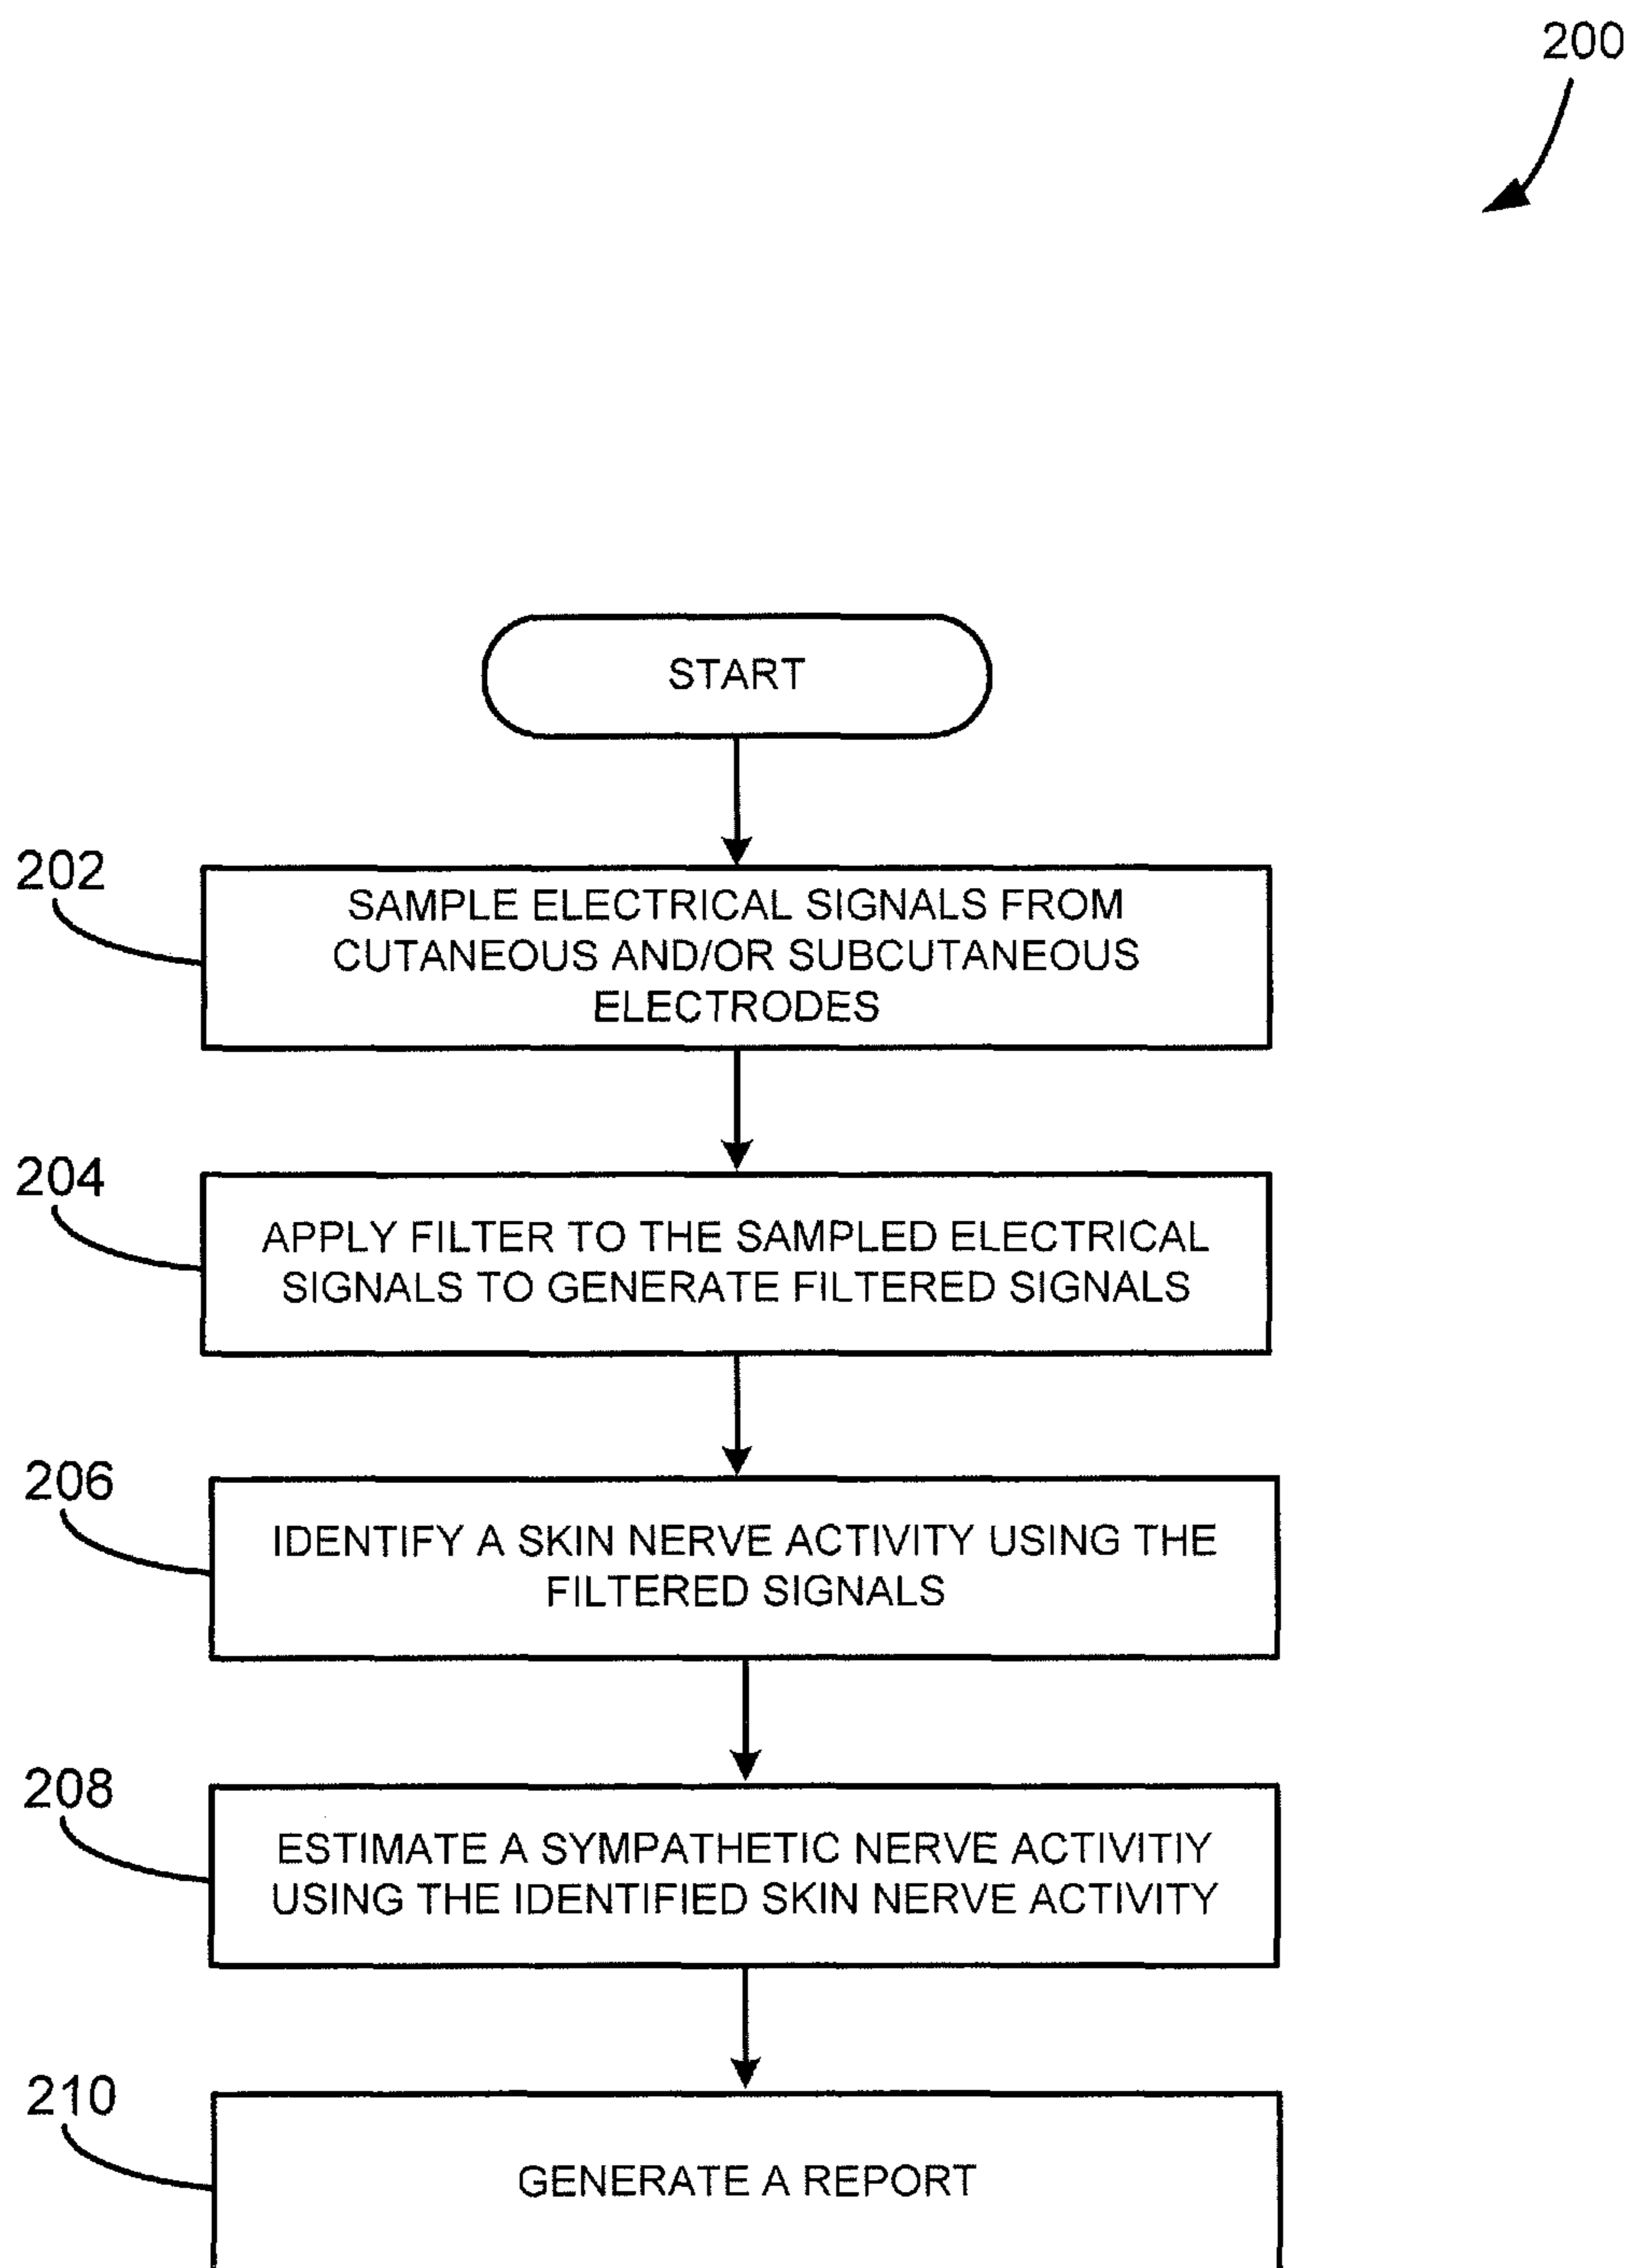 200
START
202
SAMPLE ELECTRICAL SIGNALS FROM
CUTANEOUS AND/OR SUBCUTANEOUS
ELECTRODES
204
APPLY FILTER TO THE SAMPLED ELECTRICAL
SIGNALS TO GENERATE FILTERED SIGNALS
206
IDENTIFY A SKIN NERVE ACTIVITY USING THE
FILTERED SIGNALS
208
ESTIMATE A SYMPATHETIC NERVE ACTIVITIY
USING THE IDENTIFIED SKIN NERVE ACTIVITY
210
GENERATE A REPORT